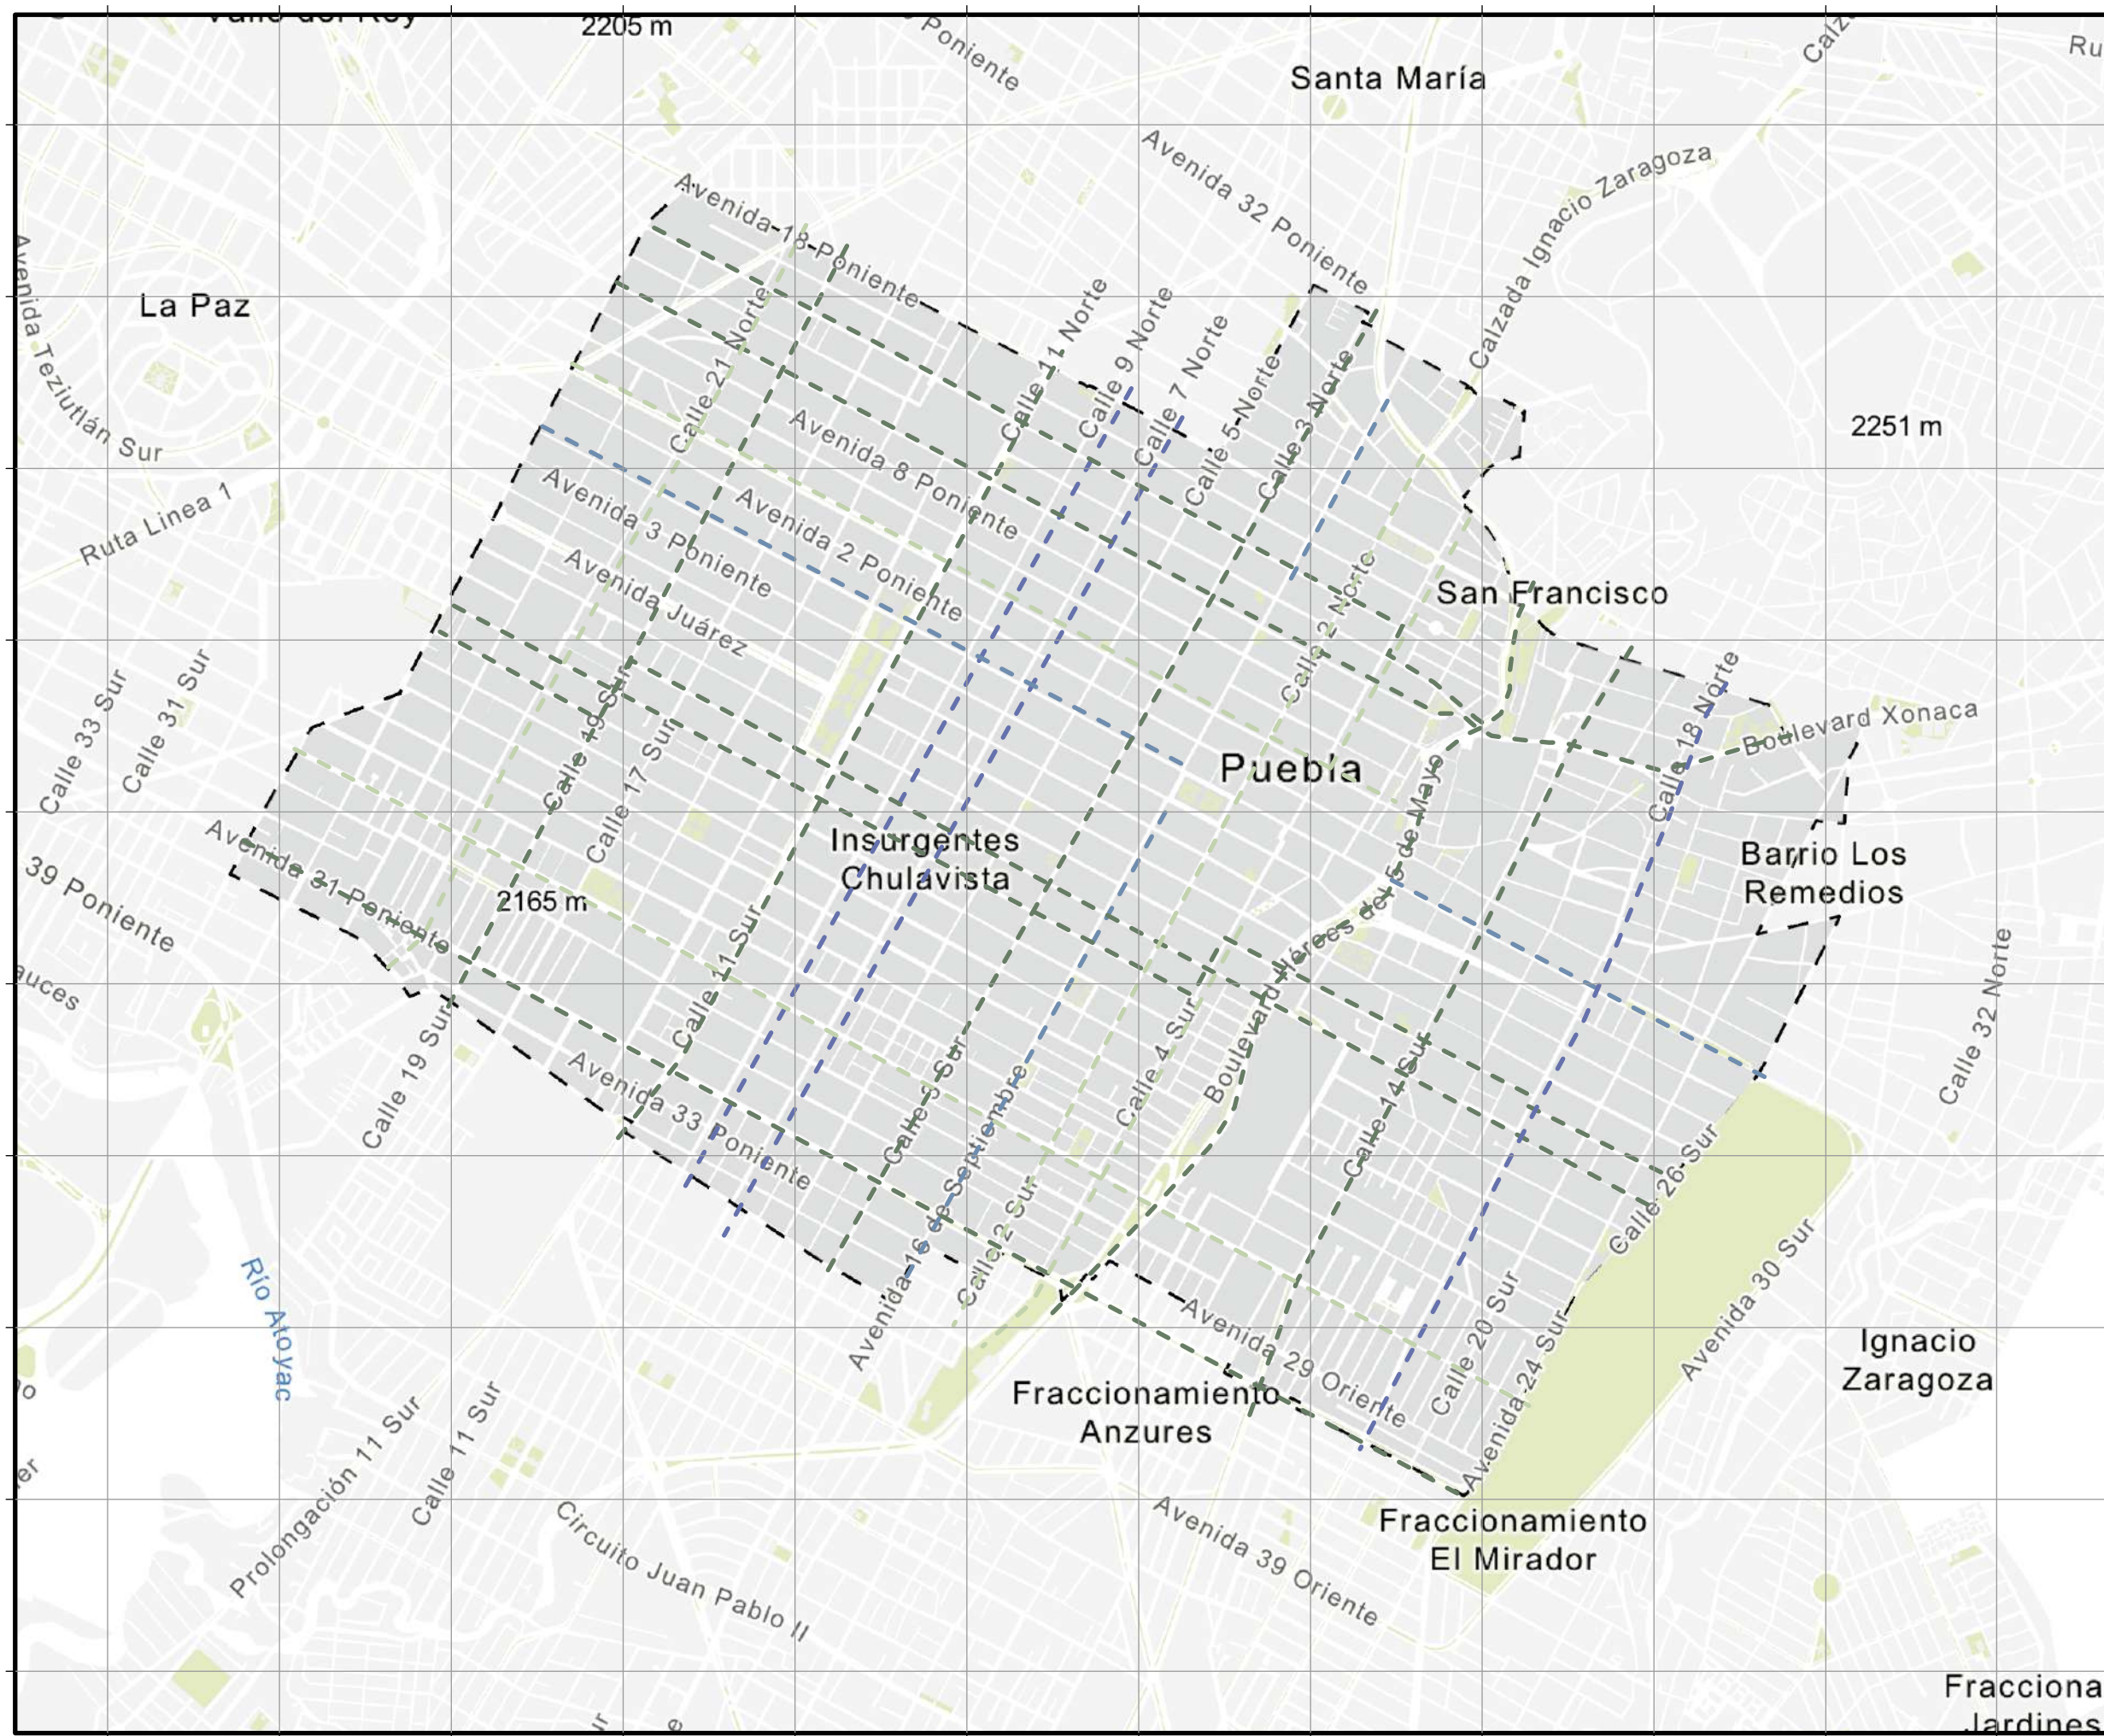 Valle del Rey
2205 m
Poniente
Santa María
Avenida 32 Poniente
Calzada Ignacio Zaragoza
Avenida 18 Poniente
La Paz
Avenida Teziutlán Sur
Ruta Linea 1
Calle 21 Norte
Calle 11 Norte
Calle 9 Norte
Calle 7 Norte
Calle 5 Norte
Calle 3 Norte
2251 m
Avenida 8 Poniente
Avenida 2 Poniente
Avenida 3 Poniente
Avenida Juárez
Calle 2 Norte
San Francisco
Calle 33 Sur
Calle 31 Sur
Calle 19 Sur
Calle 17 Sur
Puebla
Calle 18 Norte
Boulevard Xonaca
Insurgentes
Chulavista
Barrio Los
Remedios
Avenida 31 Poniente
39 Poniente
2165 m
auces
Calle 11 Sur
Boulevard Héroes del 5 de Mayo
Calle 32 Norte
Calle 19 Sur
Avenida 33 Poniente
Calle 3 Sur
Calle 4 Sur
Calle 14 Sur
Avenida 16 de Septiembre
Calle 2 Sur
Calle 26 Sur
Avenida 30 Sur
Río Atoyac
Avenida 29 Oriente
Calle 20 Sur
Avenida 24 Sur
Ignacio
Zaragoza
Fraccionamiento
Anzures
Prolongación 11 Sur
Calle 11 Sur
Circuito Juan Pablo II
Avenida 39 Oriente
Fraccionamiento
El Mirador
Fracciona
Jardines